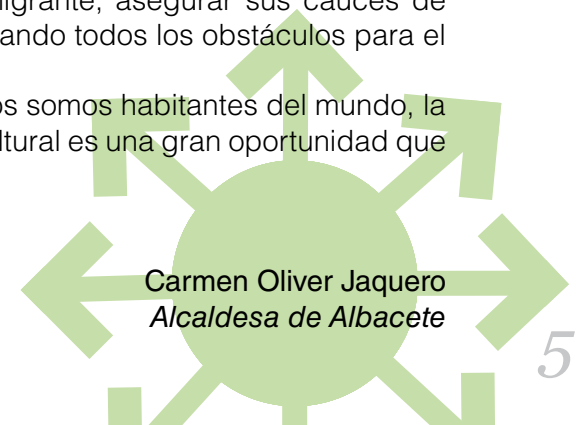 igrante, asegurar sus cauces de
ando todos los obstáculos para el
os somos habitantes del mundo, la
ltural es una gran oportunidad que
Carmen Oliver Jaquero
Alcaldesa de Albacete
5